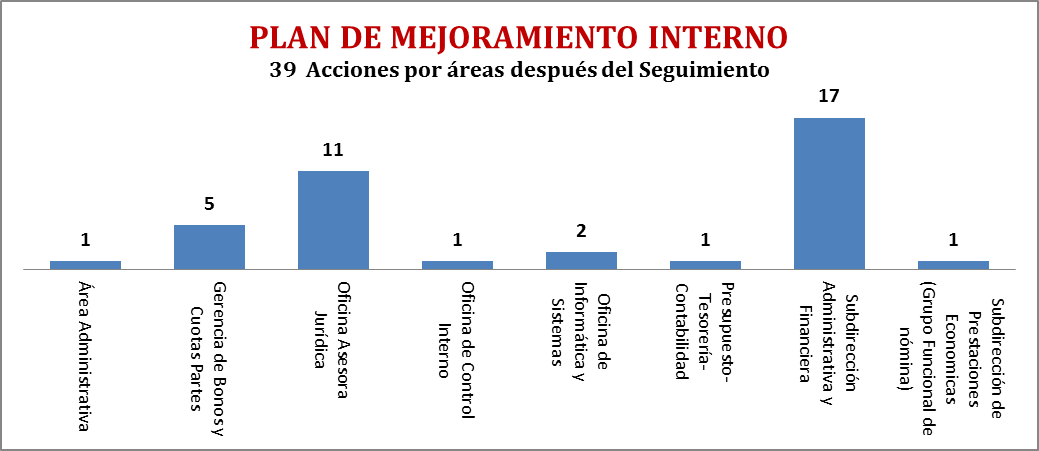 PLAN DE MEJORAMIENTO INTERNO
39 Acciones por áreas después del Seguimiento
1
5
11
1
2
1
17
1
Área Administrativa
Gerencia de Bonos y
Cuotas Partes
Oficina Asesora
Jurídica
Oficina de Control
Interno
Oficina de
Informática y
Sistemas
Presupuesto-
Tesorería-
Contabilidad
Subdirección
Administrativa y
Financiera
Subdirección de
Prestaciones
Economicas
(Grupo Funcional de
nómina)